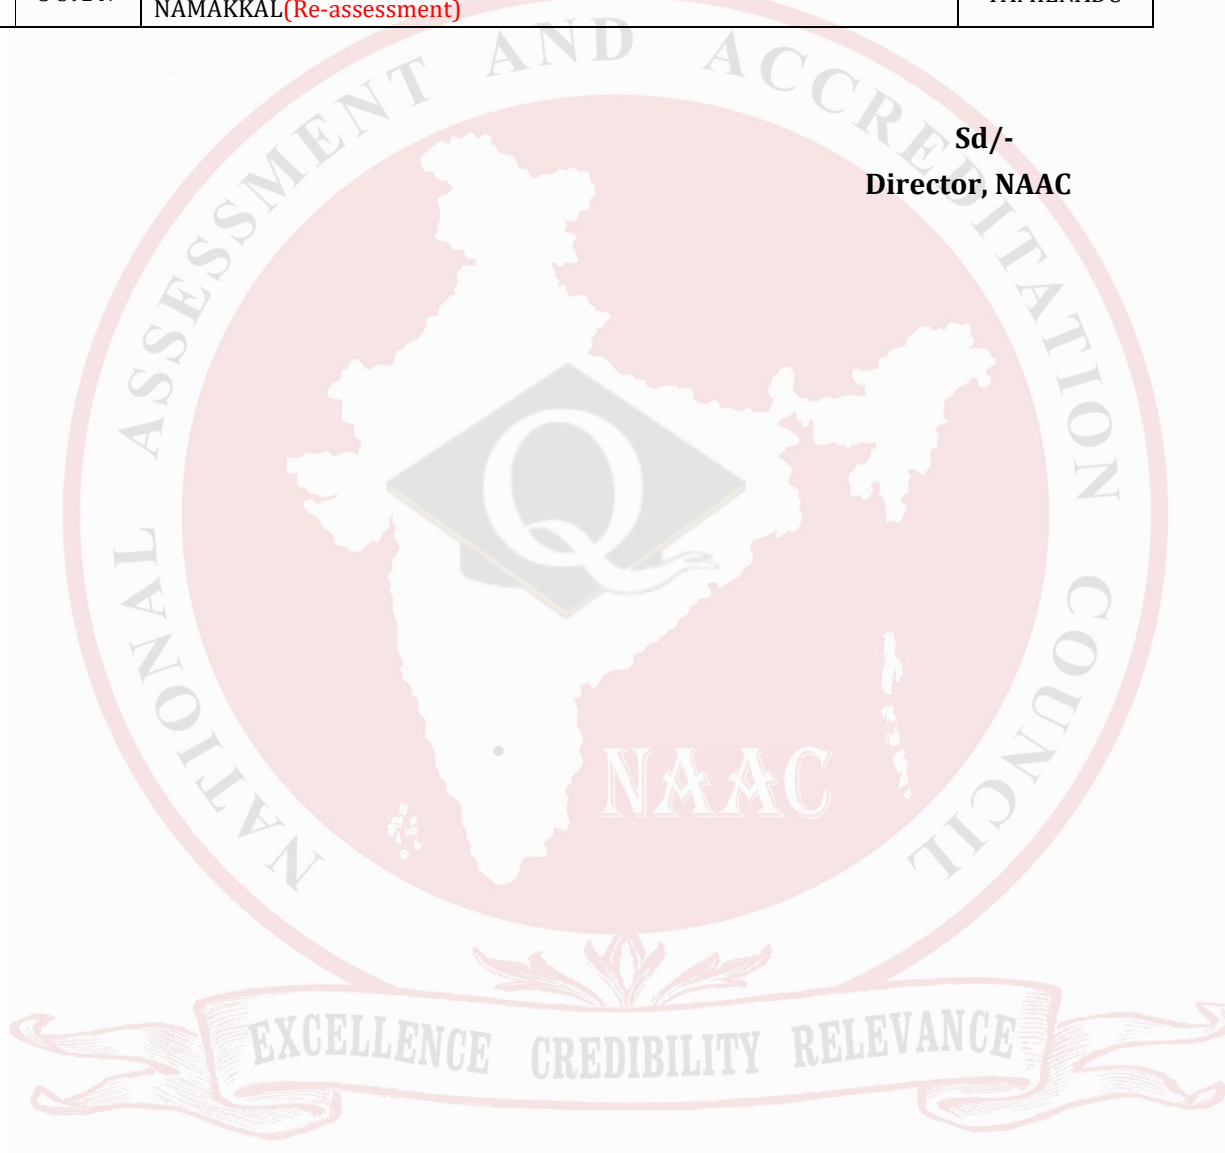 NAMAKKAL(Re-assessment)
Sd/-
Director, NAAC
NATIONAL ASSESSMENT AND ACCREDITATION COUNCIL
NAAC
EXCELLENCE CREDIBILITY RELEVANCE